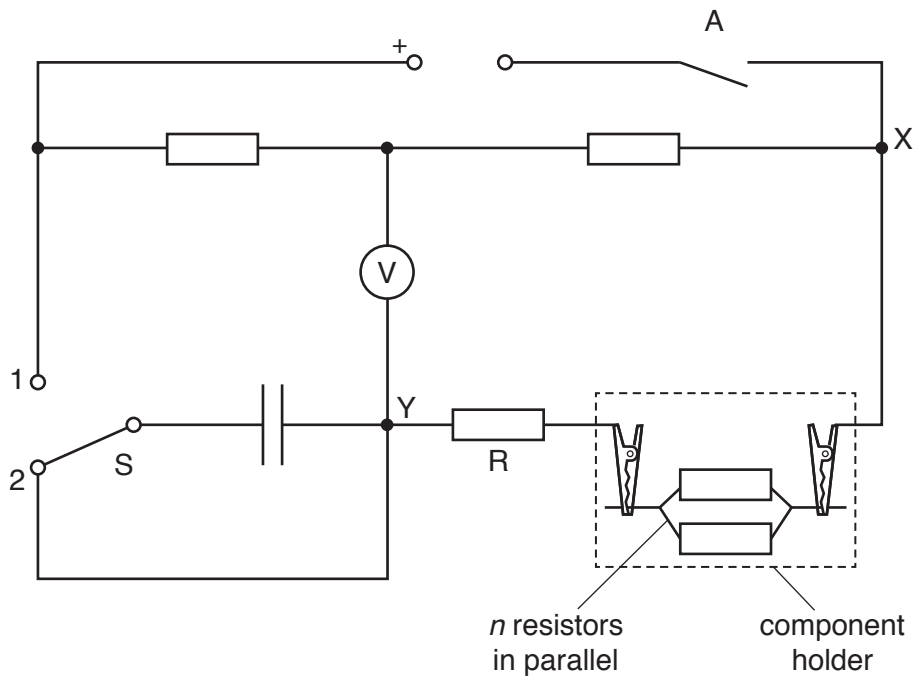 A
+
X
V
1
Y
S
R
2
n resistors
in parallel
component
holder